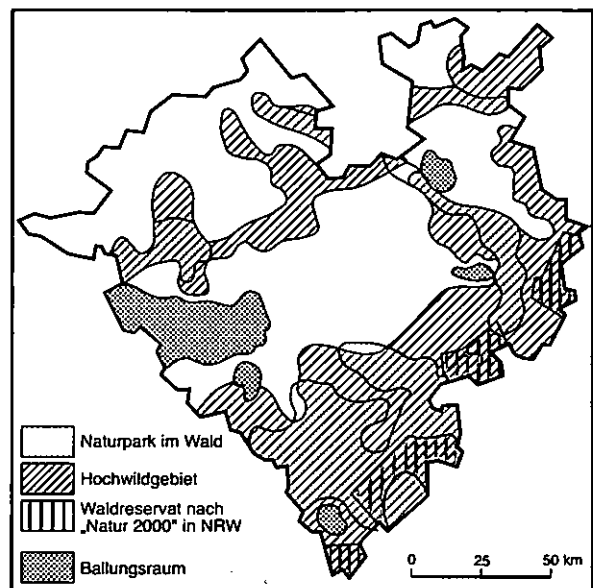 Naturpark im Wald
Hochwildgebiet
Waldreservat nach
„Natur 2000" in NRW
Ballungsraum
0 25 50 km